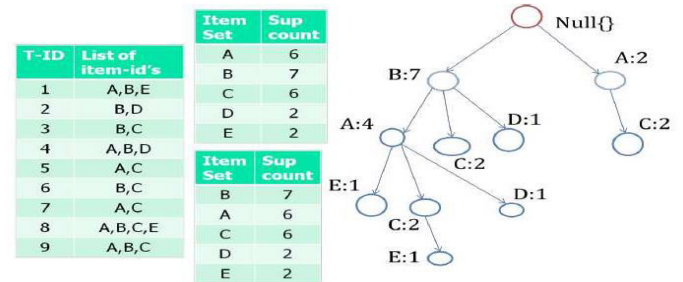 T-ID List of item-id's
1 A,B,E
2 B,D
3 B,C
4 A,B,D
5 A,C
6 B,C
7 A,C
8 A,B,C,E
9 A,B,C
Item Set Sup count
A 6
B 7
C 6
D 2
E 2
Item Set Sup count
B 7
A 6
C 6
D 2
E 2
Null{}
B:7
A:2
A:4
C:2
D:1
C:2
E:1
C:2
D:1
E:1